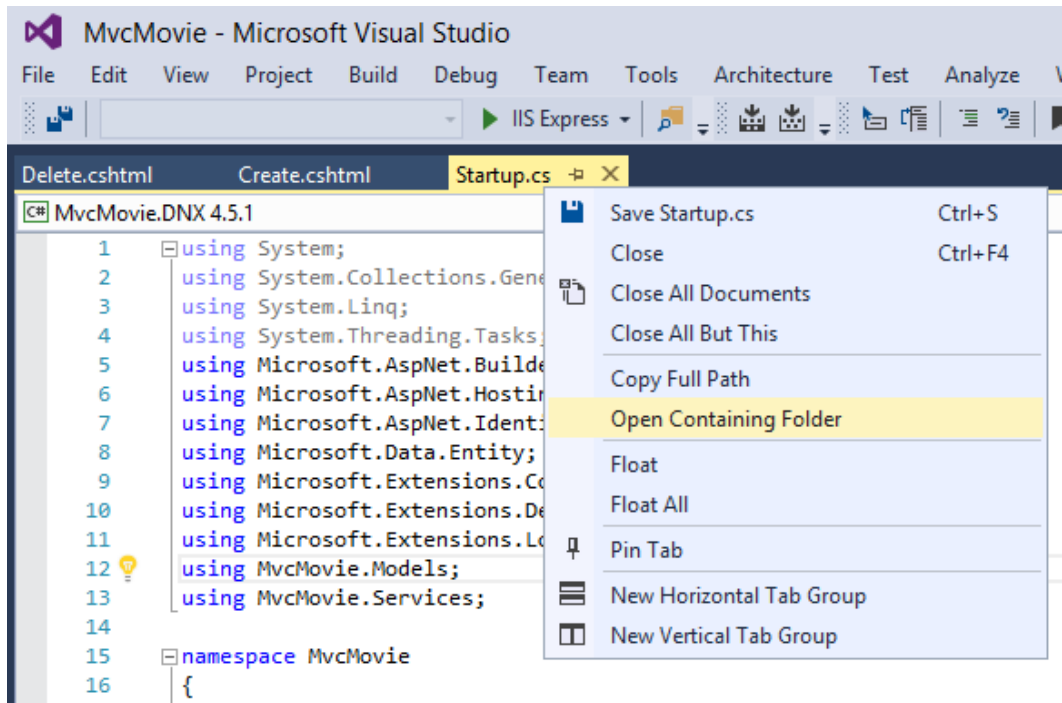 MvcMovie - Microsoft Visual Studio
File Edit View Project Build Debug Team Tools Architecture Test Analyze
IIS Express
Delete.cshtml Create.cshtml Startup.cs
C# MvcMovie.DNX 4.5.1
1 using System;
2 using System.Collections.Gene
3 using System.Linq;
4 using System.Threading.Tasks;
5 using Microsoft.AspNet.Builde
6 using Microsoft.AspNet.Hostin
7 using Microsoft.AspNet.Identi
8 using Microsoft.Data.Entity;
9 using Microsoft.Extensions.Co
10 using Microsoft.Extensions.De
11 using Microsoft.Extensions.Lo
12 using MvcMovie.Models;
13 using MvcMovie.Services;
14
15 namespace MvcMovie
16 {
Save Startup.cs Ctrl+S
Close Ctrl+F4
Close All Documents
Close All But This
Copy Full Path
Open Containing Folder
Float
Float All
Pin Tab
New Horizontal Tab Group
New Vertical Tab Group